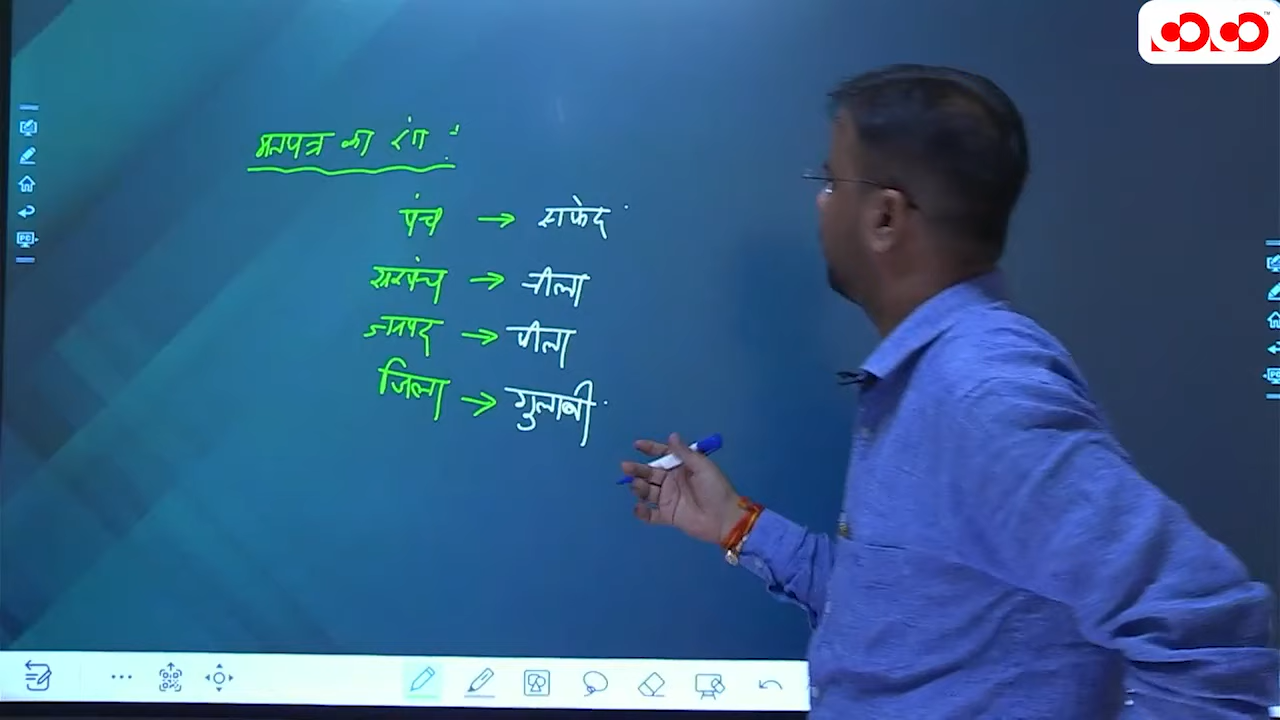 मतपत्र का रंग :
पंच → सफेद
सरपंच → नीला
जनपद → पीला
जिला → गुलाबी